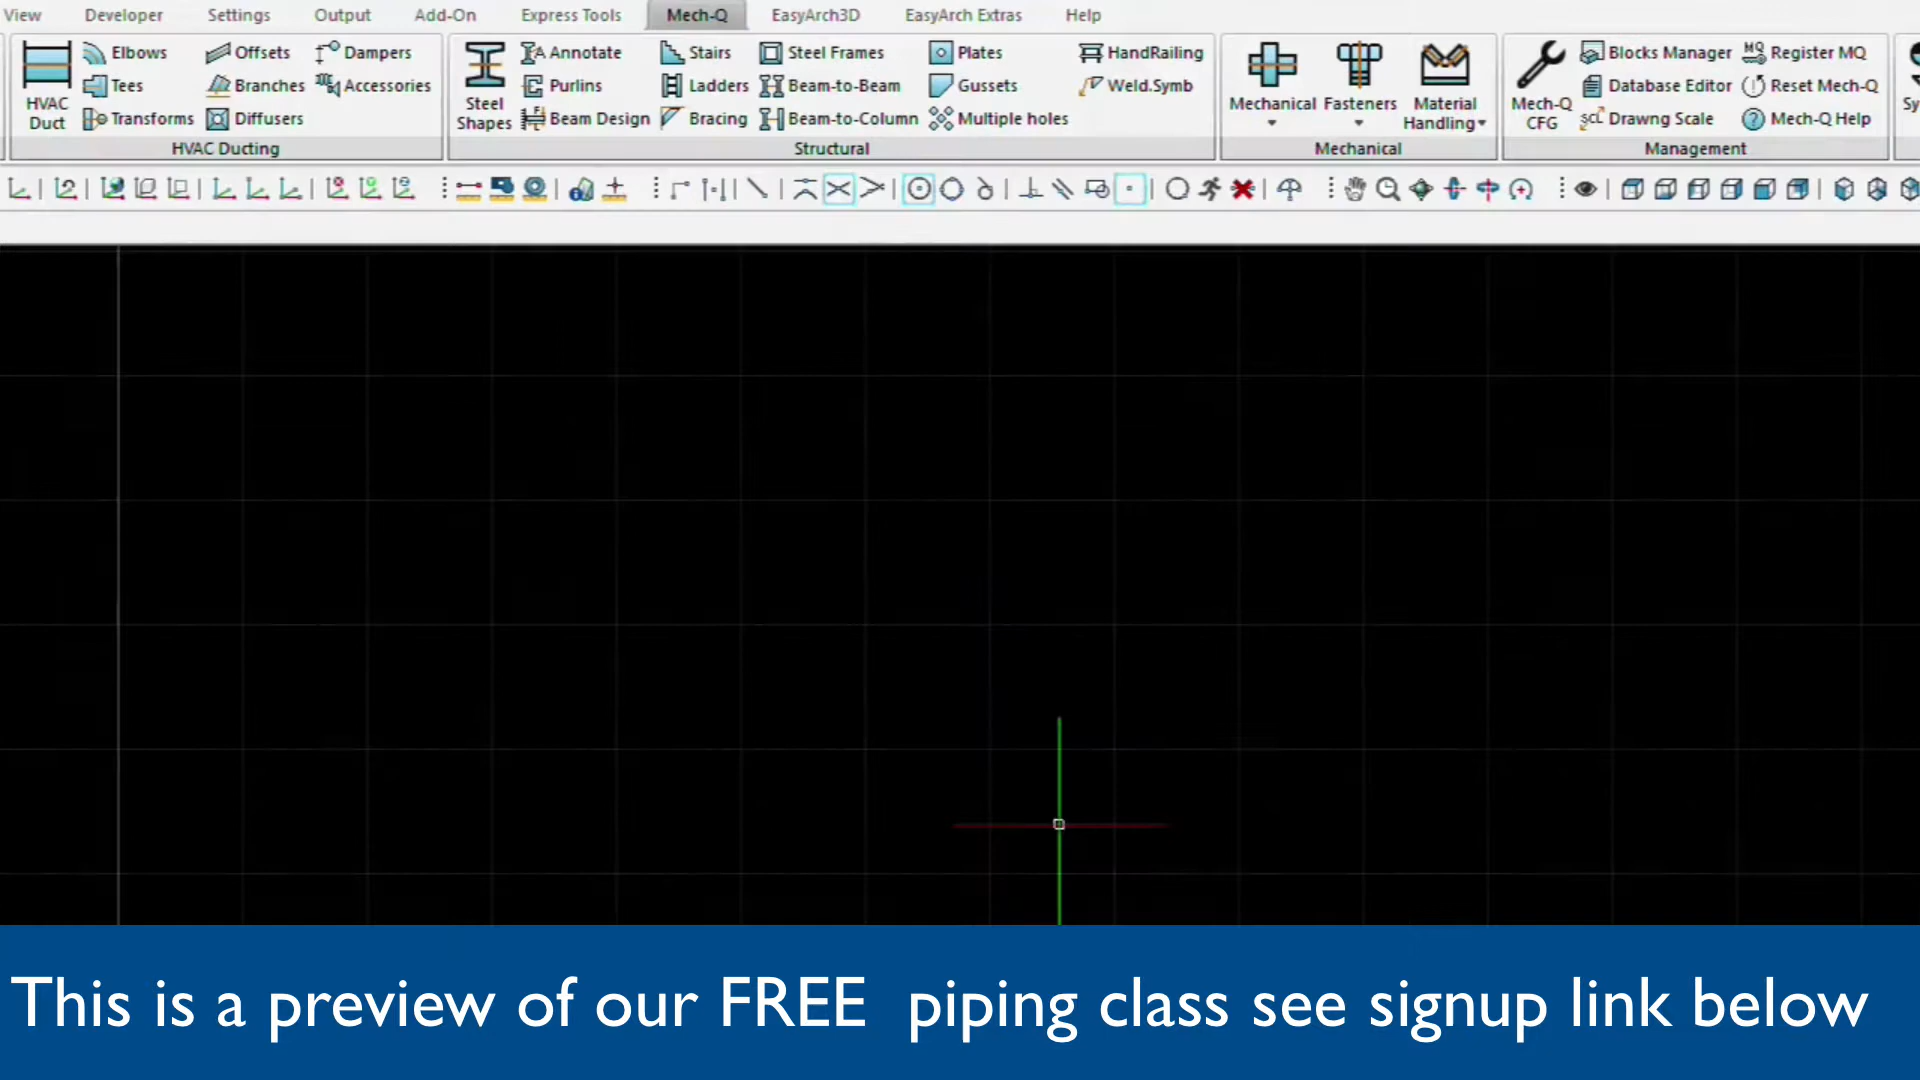 View Developer Settings Output Add-On Express Tools Mech-Q EasyArch3D EasyArch Extras Help
Elbows Offsets Dampers
Tees Branches Accessories
Transforms Diffusers
HVAC
Duct
HVAC Ducting
Steel
Shapes
Annotate Stairs Steel Frames Plates HandRailing
Purlins Ladders Beam-to-Beam Gussets Weld.Symb
Beam Design Bracing Beam-to-Column Multiple holes
Structural
Mechanical Fasteners Material
Handling
Mechanical
Mech-Q
CFG
Blocks Manager MQ Register MQ
Database Editor Reset Mech-Q
SCL Drawng Scale Mech-Q Help
Management
Sy
This is a preview of our FREE piping class see signup link below